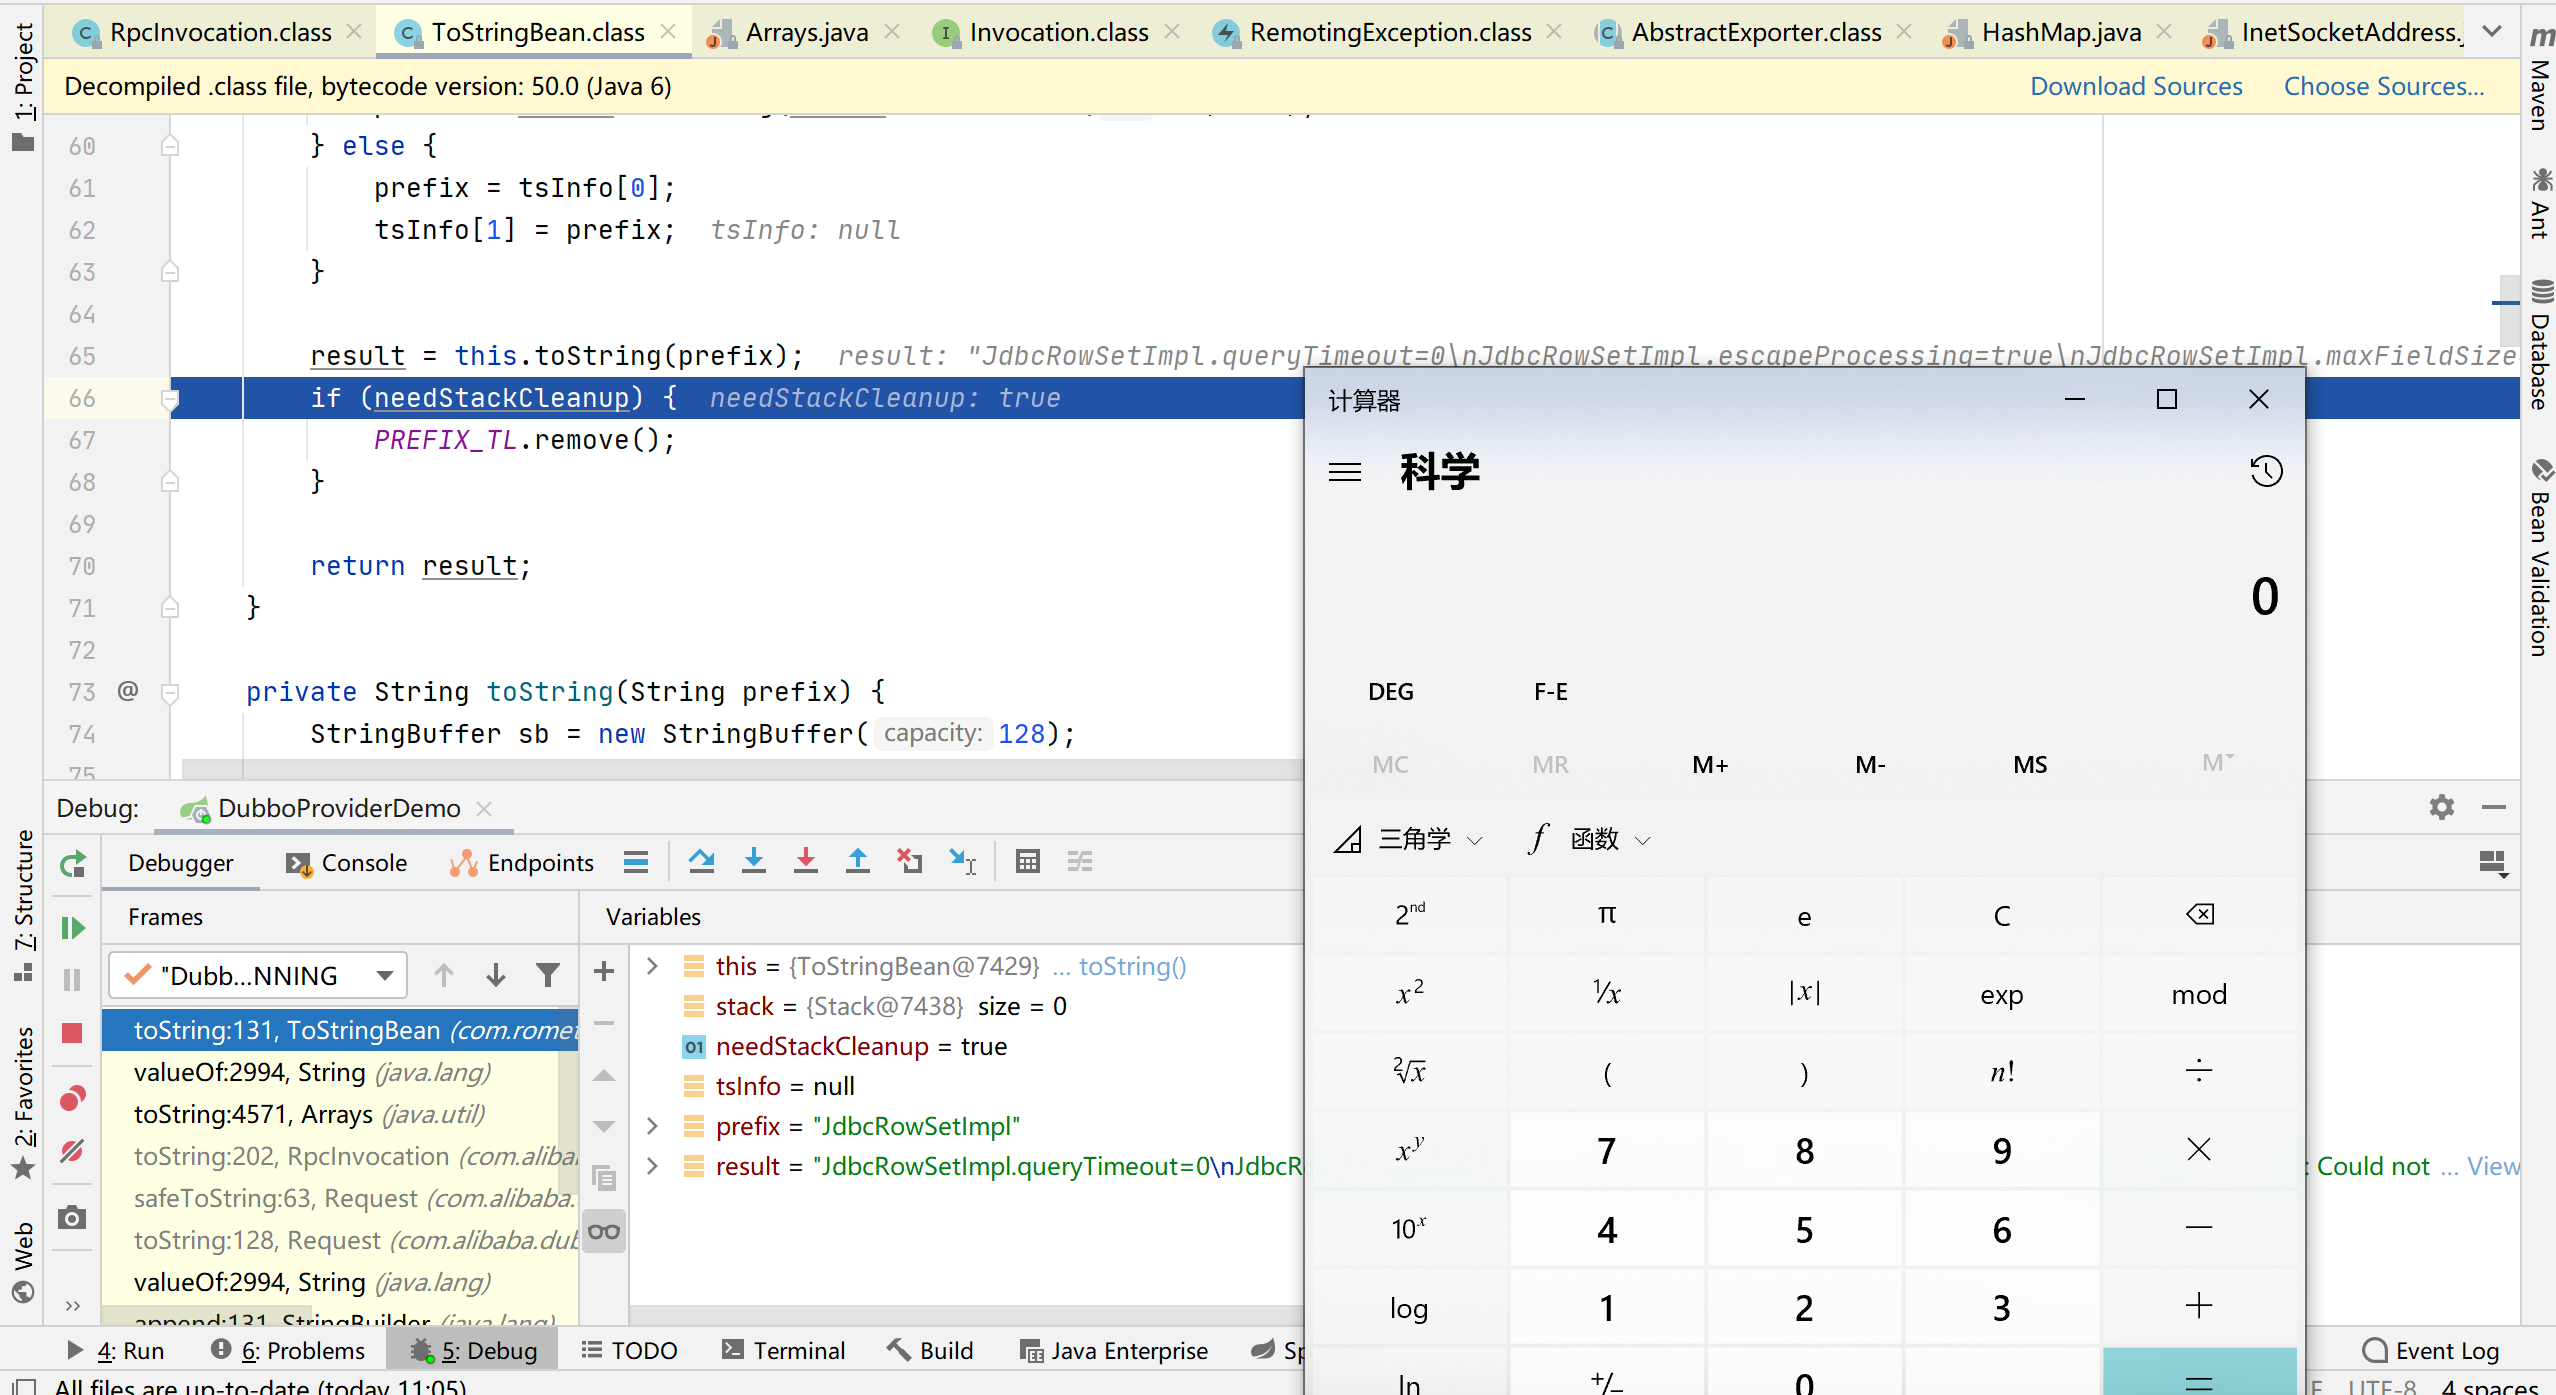 RpcInvocation.class ToStringBean.class Arrays.java Invocation.class RemotingException.class AbstractExporter.class HashMap.java InetSocketAddress.
Decompiled .class file, bytecode version: 50.0 (Java 6) Download Sources Choose Sources...
60 } else {
61 prefix = tsInfo[0];
62 tsInfo[1] = prefix; tsInfo: null
63 }
64
65 result = this.toString(prefix); result: "JdbcRowSetImpl.queryTimeout=0\nJdbcRowSetImpl.escapeProcessing=true\nJdbcRowSetImpl.maxFieldSize
66 if (needStackCleanup) { needStackCleanup: true
67 PREFIX_TL.remove();
68 }
69
70 return result;
71 }
72
73 @ private String toString(String prefix) {
74 StringBuffer sb = new StringBuffer( capacity: 128);
75
1: Project
7: Structure
2: Favorites
Web
Maven
Ant
Database
Bean Validation
Debug: DubboProviderDemo
Debugger Console Endpoints
Frames
"Dubb...NNING
toString:131, ToStringBean (com.romet
valueOf:2994, String (java.lang)
toString:4571, Arrays (java.util)
toString:202, RpcInvocation (com.alibal
safeToString:63, Request (com.alibaba.
toString:128, Request (com.alibaba.dub
valueOf:2994, String (java.lang)
append:131, StringBuilder (java.lang)
Variables
this = {ToStringBean@7429} ... toString()
stack = {Stack@7438} size = 0
01 needStackCleanup = true
tsInfo = null
prefix = "JdbcRowSetImpl"
result = "JdbcRowSetImpl.queryTimeout=0\nJdbcR : Could not ... View
计算器
科学
0
DEG F-E
MC MR M+ M- MS M
三角学 f 函数
2nd π e C
x2 1/x |x| exp mod
2√x ( ) n! ÷
xy 7 8 9 ×
10x 4 5 6 −
log 1 2 3 +
ln +/− 0 =
4: Run 6: Problems 5: Debug TODO Terminal Build Java Enterprise Sp Event Log
All files are up-to-date (today 11:05) UTF-8 4 spaces